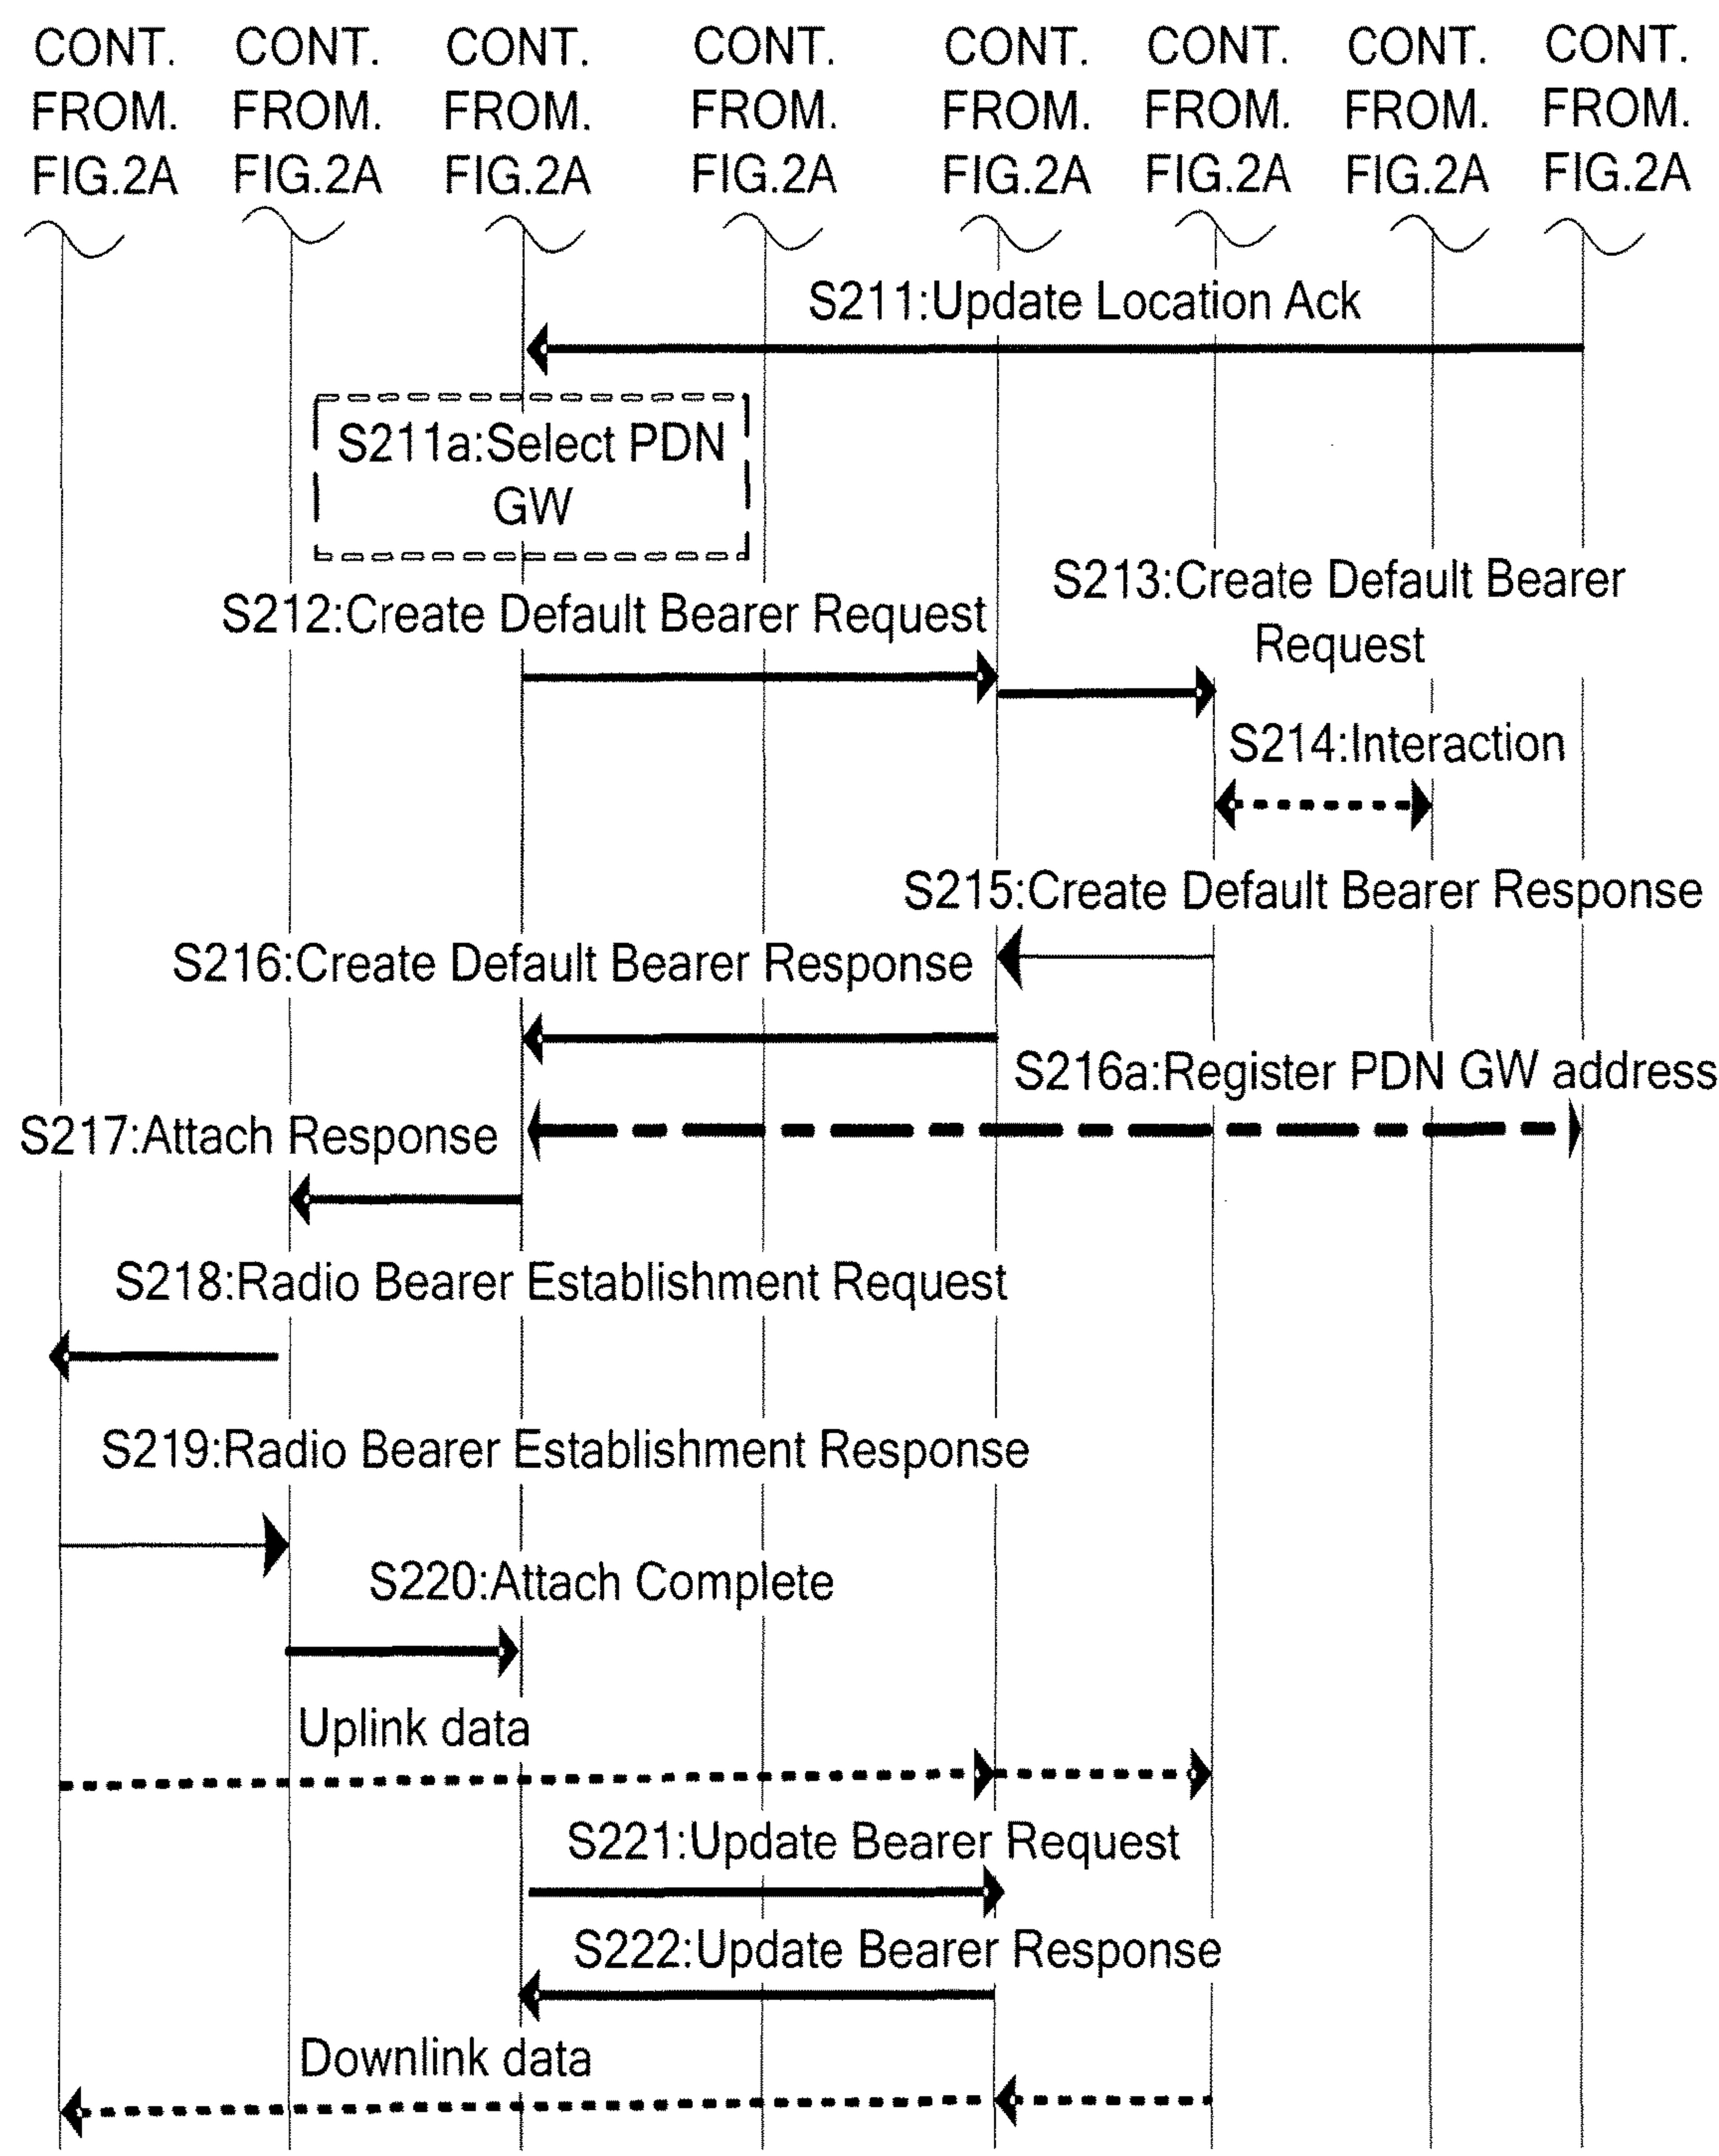 CONT. CONT. CONT. CONT. CONT. CONT. CONT. CONT.
FROM. FROM. FROM. FROM. FROM. FROM. FROM. FROM.
FIG.2A FIG.2A FIG.2A FIG.2A FIG.2A FIG.2A FIG.2A FIG.2A
S211:Update Location Ack
S211a:Select PDN
GW
S212:Create Default Bearer Request
S213:Create Default Bearer
Request
S214:Interaction
S215:Create Default Bearer Response
S216:Create Default Bearer Response
S216a:Register PDN GW address
S217:Attach Response
S218:Radio Bearer Establishment Request
S219:Radio Bearer Establishment Response
S220:Attach Complete
Uplink data
S221:Update Bearer Request
S222:Update Bearer Response
Downlink data